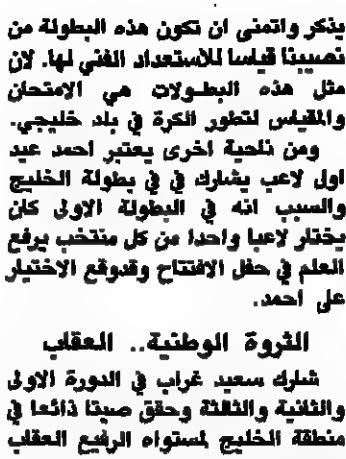 يذكر واتمنى ان تكون هذه البطولة من
نصيبنا قياسا للاستعداد الفني لها. لان
مثل هذه البطولات هي الامتحان
والمقياس لتطور الكرة في بلد خليجي.
ومن ناحية اخرى يعتبر احمد عيد
اول لاعب يشارك في في بطولة الخليج
والسبب انه في البطولة الاولى كان
يختار لاعبا واحدا من كل منتخب يرفع
العلم في حفل الافتتاح وقدوقع الاختيار
على احمد.
الثروة الوطنية.. العقاب
شارك سعيد غراب في الدورة الاولى
والثانية والثالثة وحقق صيتا ذائعا في
منطقة الخليج لمستواه الرفيع العقاب